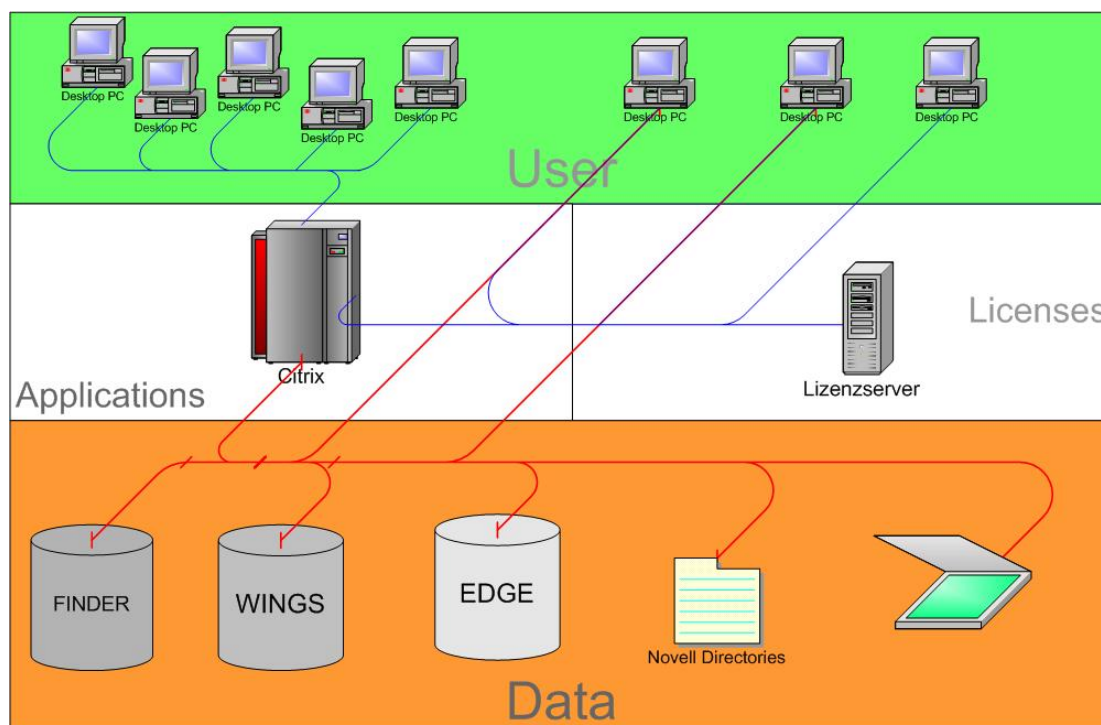 Desktop PC
Desktop PC
Desktop PC
Desktop PC
Desktop PC
Desktop PC
Desktop PC
Desktop PC
User
Citrix
Applications
Licenses
Lizenzserver
FINDER
WINGS
EDGE
Novell Directories
Data